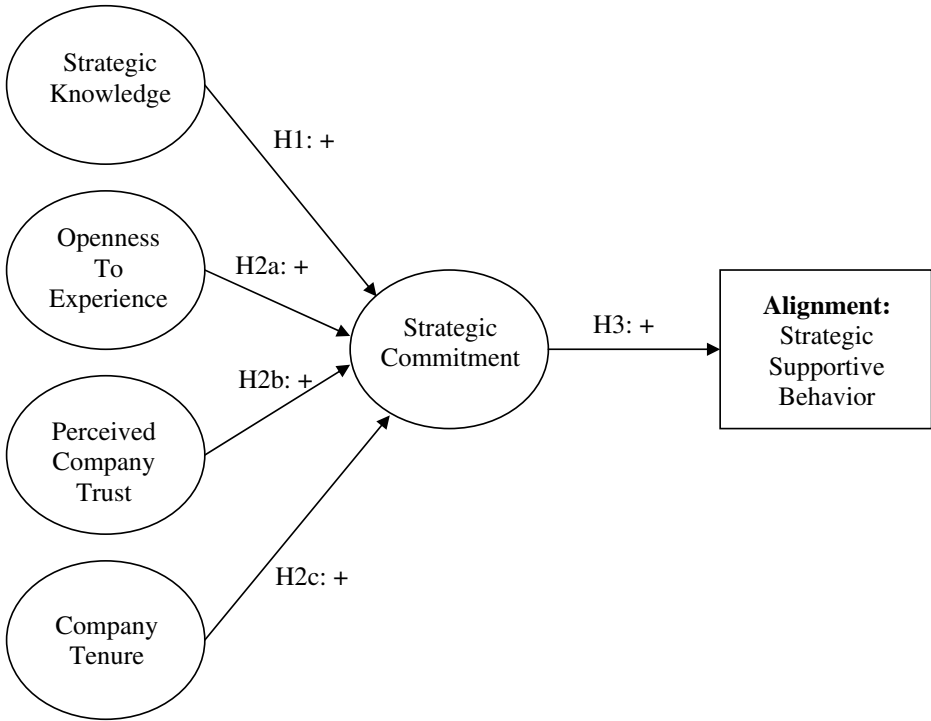 Strategic
Knowledge
H1: +
Openness
To
Experience
H2a: +
Strategic
Commitment
H3: +
Alignment:
Strategic
Supportive
Behavior
H2b: +
Perceived
Company
Trust
H2c: +
Company
Tenure